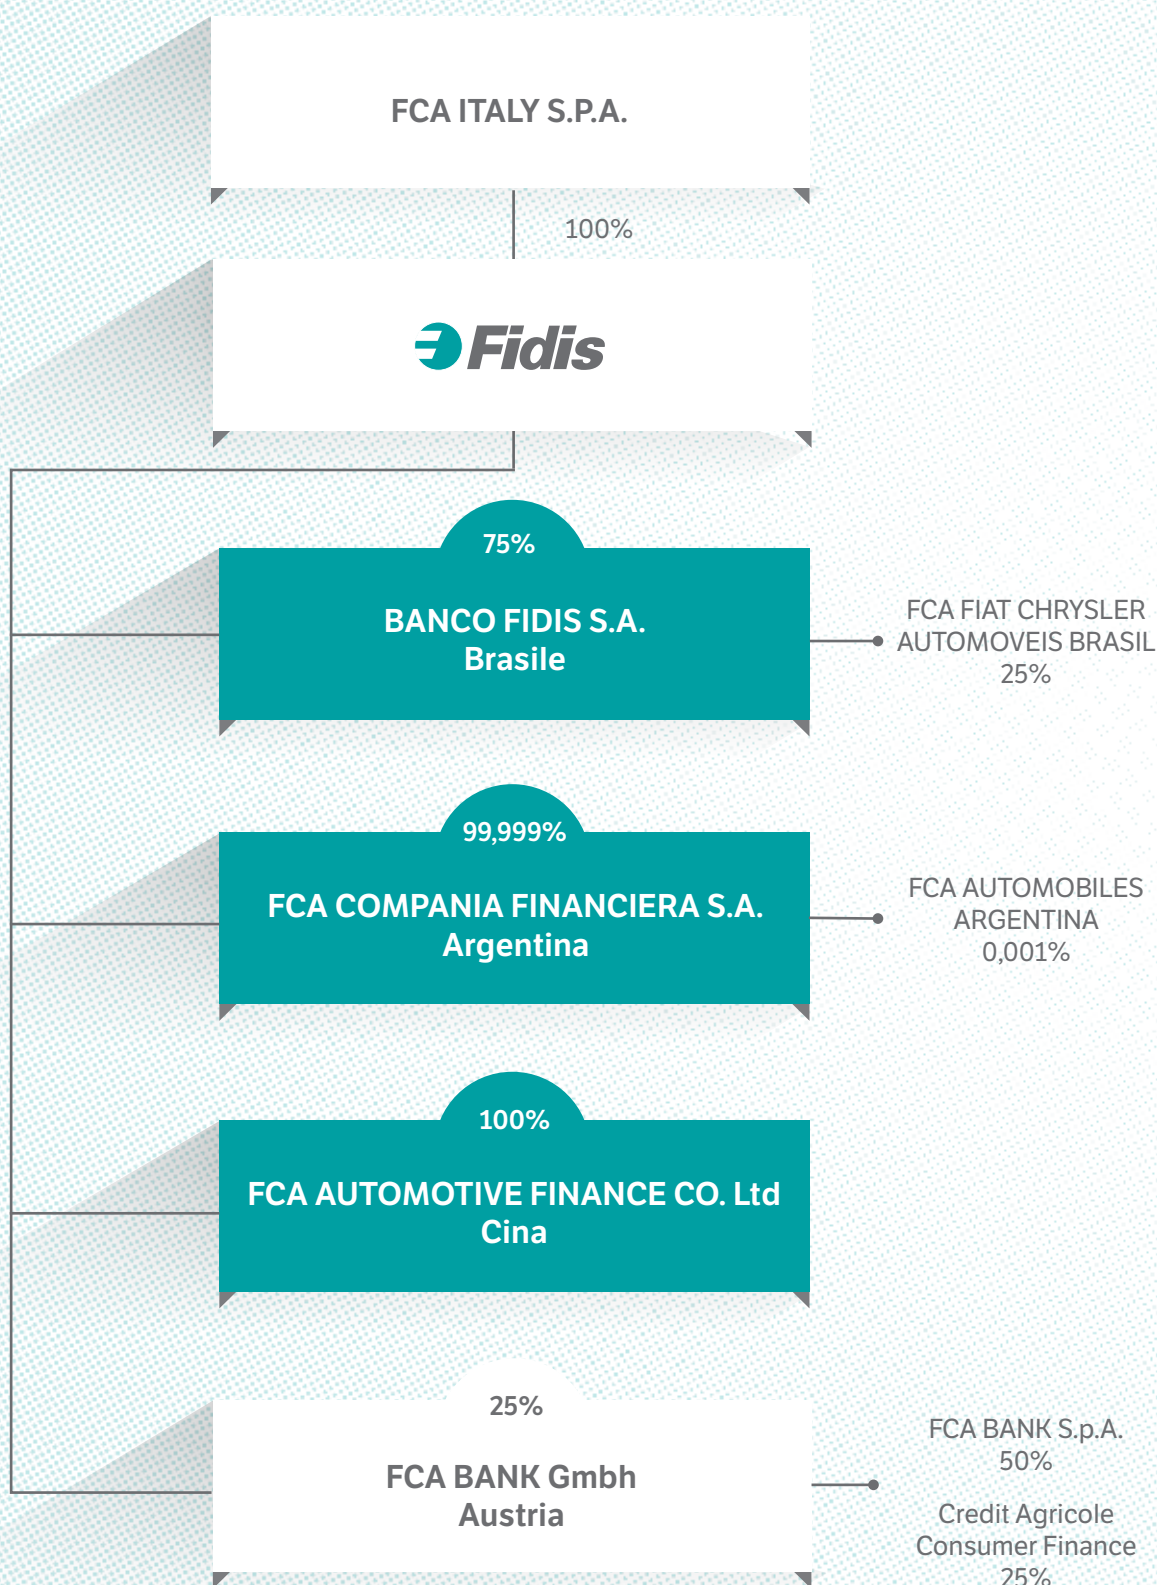 FCA ITALY S.P.A.
100%
Fidis
75%
BANCO FIDIS S.A.
Brasile
FCA FIAT CHRYSLER
AUTOMOVEIS BRASIL
25%
99,999%
FCA COMPANIA FINANCIERA S.A.
Argentina
FCA AUTOMOBILES
ARGENTINA
0,001%
100%
FCA AUTOMOTIVE FINANCE CO. Ltd
Cina
25%
FCA BANK Gmbh
Austria
FCA BANK S.p.A.
50%
Credit Agricole
Consumer Finance
25%